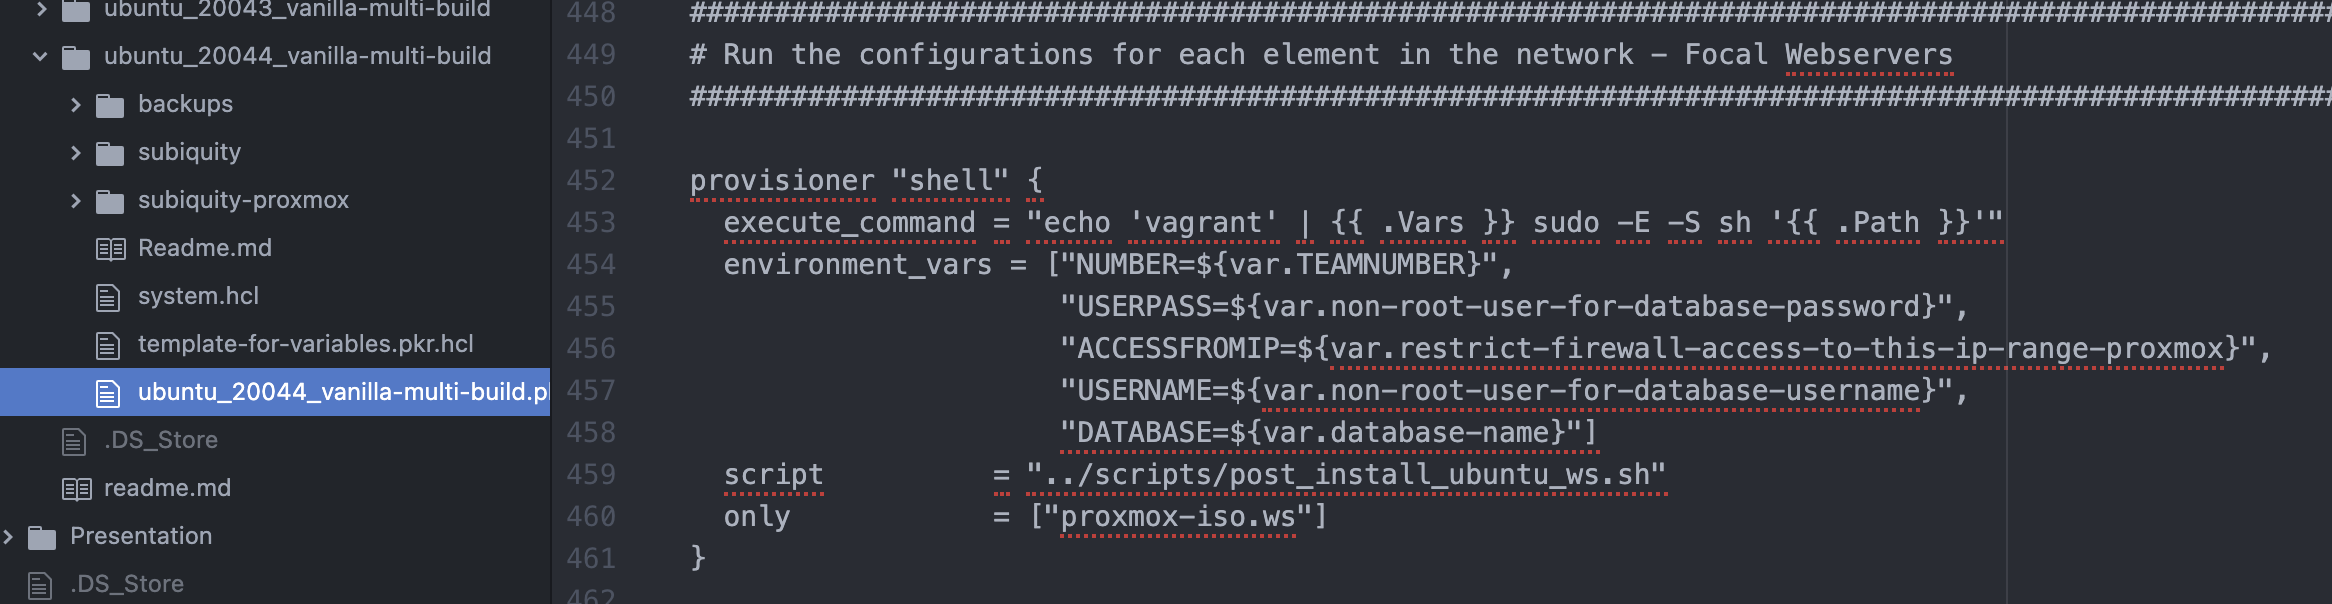 ubuntu_20043_vanilla-multi-build
ubuntu_20044_vanilla-multi-build
backups
subiquity
subiquity-proxmox
Readme.md
system.hcl
template-for-variables.pkr.hcl
ubuntu_20044_vanilla-multi-build.pl
.DS_Store
readme.md
Presentation
.DS_Store
448 ##################################################################################################
449 # Run the configurations for each element in the network - Focal Webservers
450 ##################################################################################################
451
452 provisioner "shell" {
453 execute_command = "echo 'vagrant' | {{ .Vars }} sudo -E -S sh '{{ .Path }}'"
454 environment_vars = ["NUMBER=${var.TEAMNUMBER}",
455 "USERPASS=${var.non-root-user-for-database-password}",
456 "ACCESSFROMIP=${var.restrict-firewall-access-to-this-ip-range-proxmox}",
457 "USERNAME=${var.non-root-user-for-database-username}",
458 "DATABASE=${var.database-name}"]
459 script = "../scripts/post_install_ubuntu_ws.sh"
460 only = ["proxmox-iso.ws"]
461 }
462